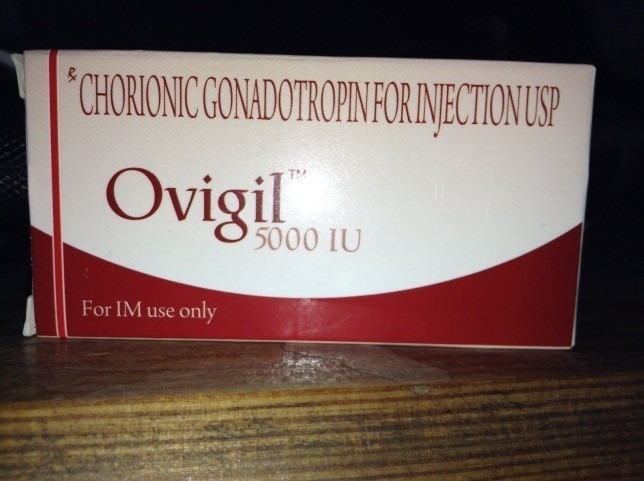 ℞ CHORIONIC GONADOTROPIN FOR INJECTION USP
Ovigil™
5000 IU
For IM use only